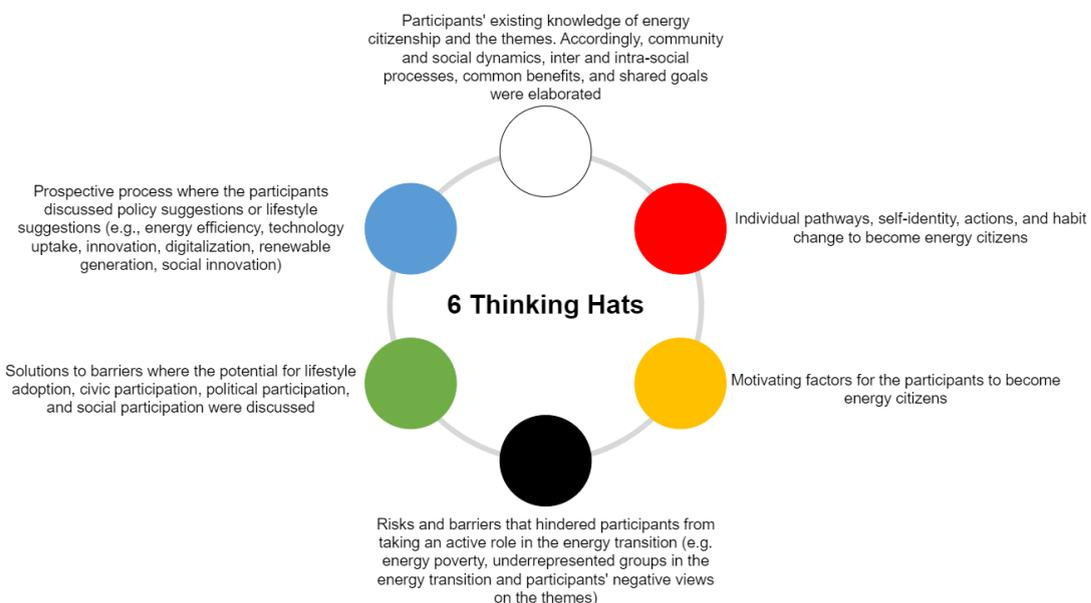 Participants' existing knowledge of energy
citizenship and the themes. Accordingly, community
and social dynamics, inter and intra-social
processes, common benefits, and shared goals
were elaborated
Prospective process where the participants
discussed policy suggestions or lifestyle
suggestions (e.g., energy efficiency, technology
uptake, innovation, digitalization, renewable
generation, social innovation)
Individual pathways, self-identity, actions, and habit
change to become energy citizens
6 Thinking Hats
Solutions to barriers where the potential for lifestyle
adoption, civic participation, political participation,
and social participation were discussed
Motivating factors for the participants to become
energy citizens
Risks and barriers that hindered participants from
taking an active role in the energy transition (e.g.
energy poverty, underrepresented groups in the
energy transition and participants' negative views
on the themes)